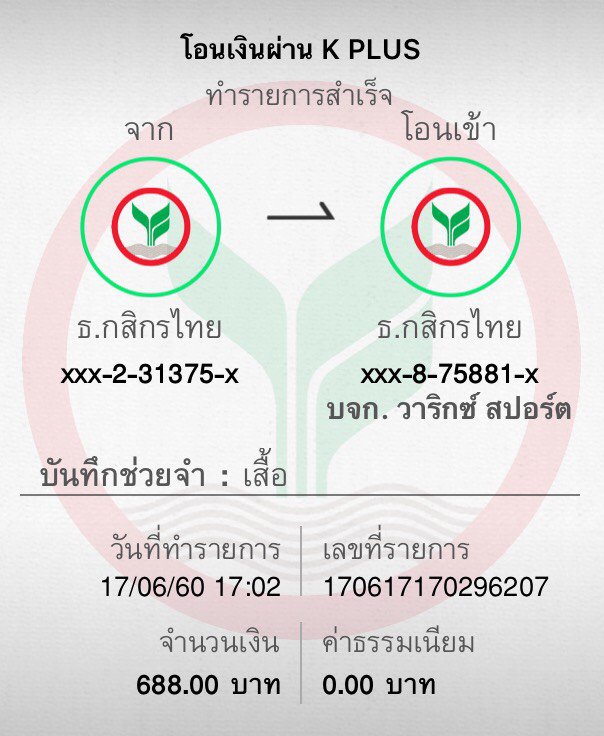 โอนเงินผ่าน K PLUS
ทำรายการสำเร็จ
จาก
โอนเข้า
ธ.กสิกรไทย
ธ.กสิกรไทย
xxx-2-31375-x
xxx-8-75881-x
บจก. วาริกซ์ สปอร์ต
บันทึกช่วยจำ : เสื้อ
วันที่ทำรายการ
เลขที่รายการ
17/06/60 17:02
170617170296207
จำนวนเงิน
ค่าธรรมเนียม
688.00 บาท
0.00 บาท